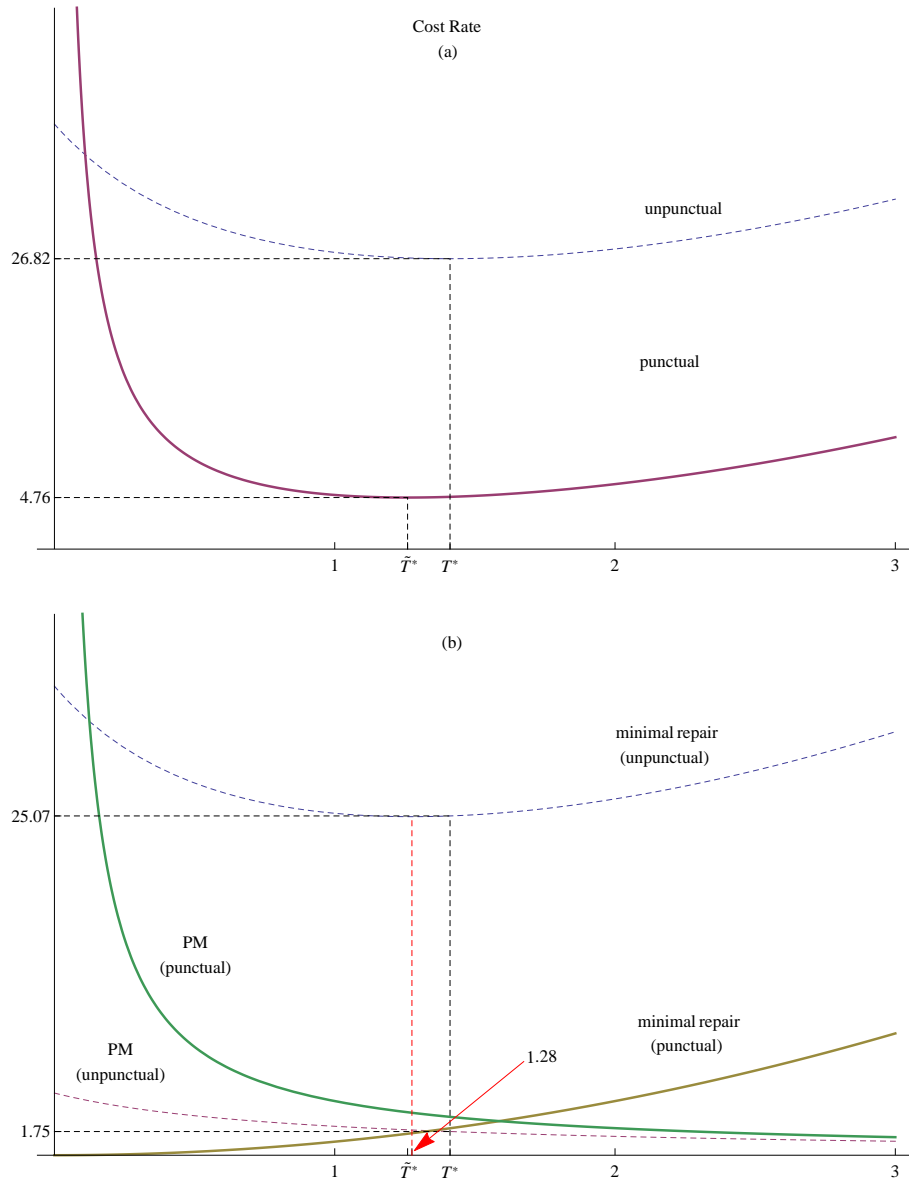 Cost Rate
(a)
unpunctual
26.82
punctual
4.76
1
T̃*
T*
2
3
(b)
minimal repair
(unpunctual)
25.07
PM
(punctual)
minimal repair
(punctual)
PM
(unpunctual)
1.28
1.75
1
T̃*
T*
2
3